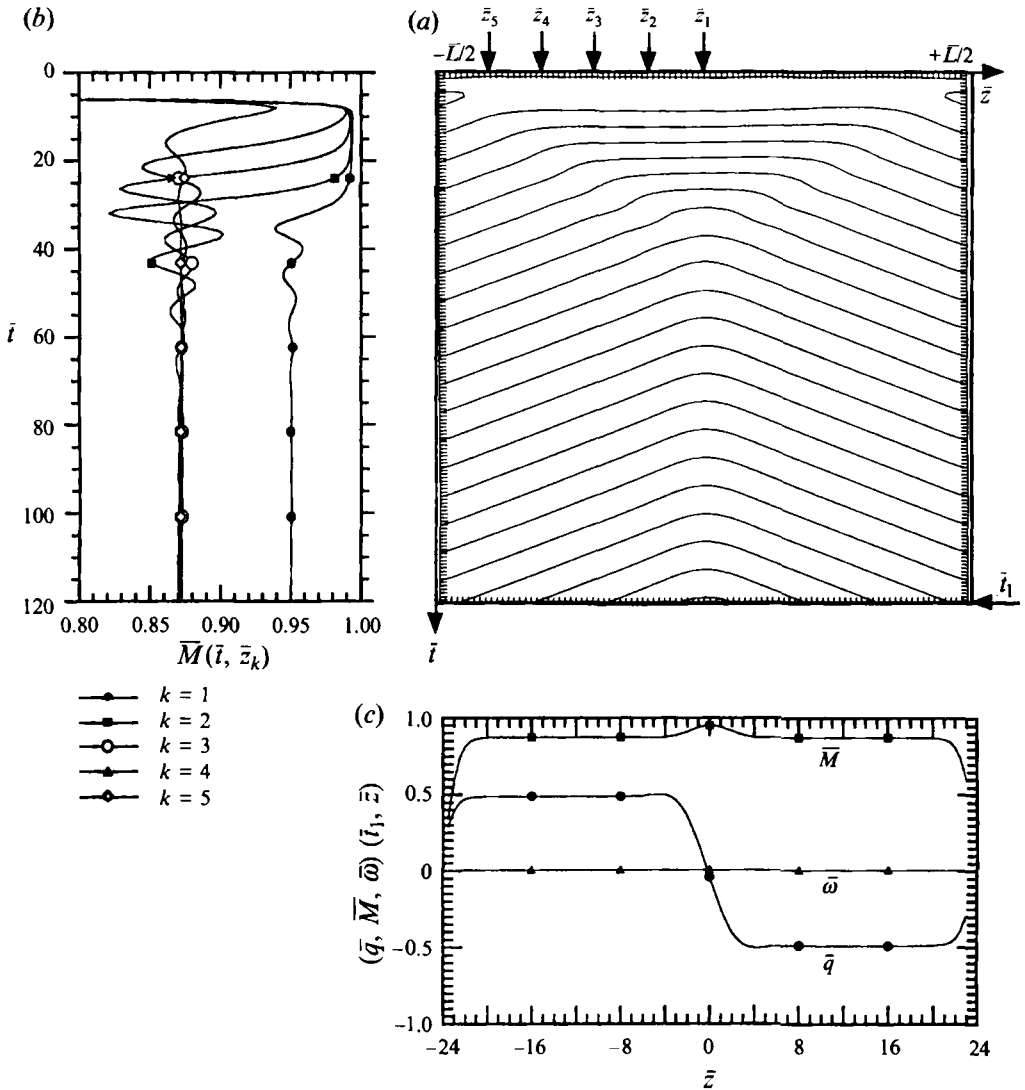 (b)
0
20
40
t̄
60
80
100
120
0.80 0.85 0.90 0.95 1.00
M̄(t̄, z̄ₖ)
k = 1
k = 2
k = 3
k = 4
k = 5
(a)
z̄₅ z̄₄ z̄₃ z̄₂ z̄₁
−L̄/2 +L̄/2
z̄
t̄₁
t̄
(c)
1.0
0.5
0
−0.5
−1.0
(q̄, M̄, ω̄) (t̄₁, z̄)
M̄
ω̄
q̄
−24 −16 −8 0 8 16 24
z̄